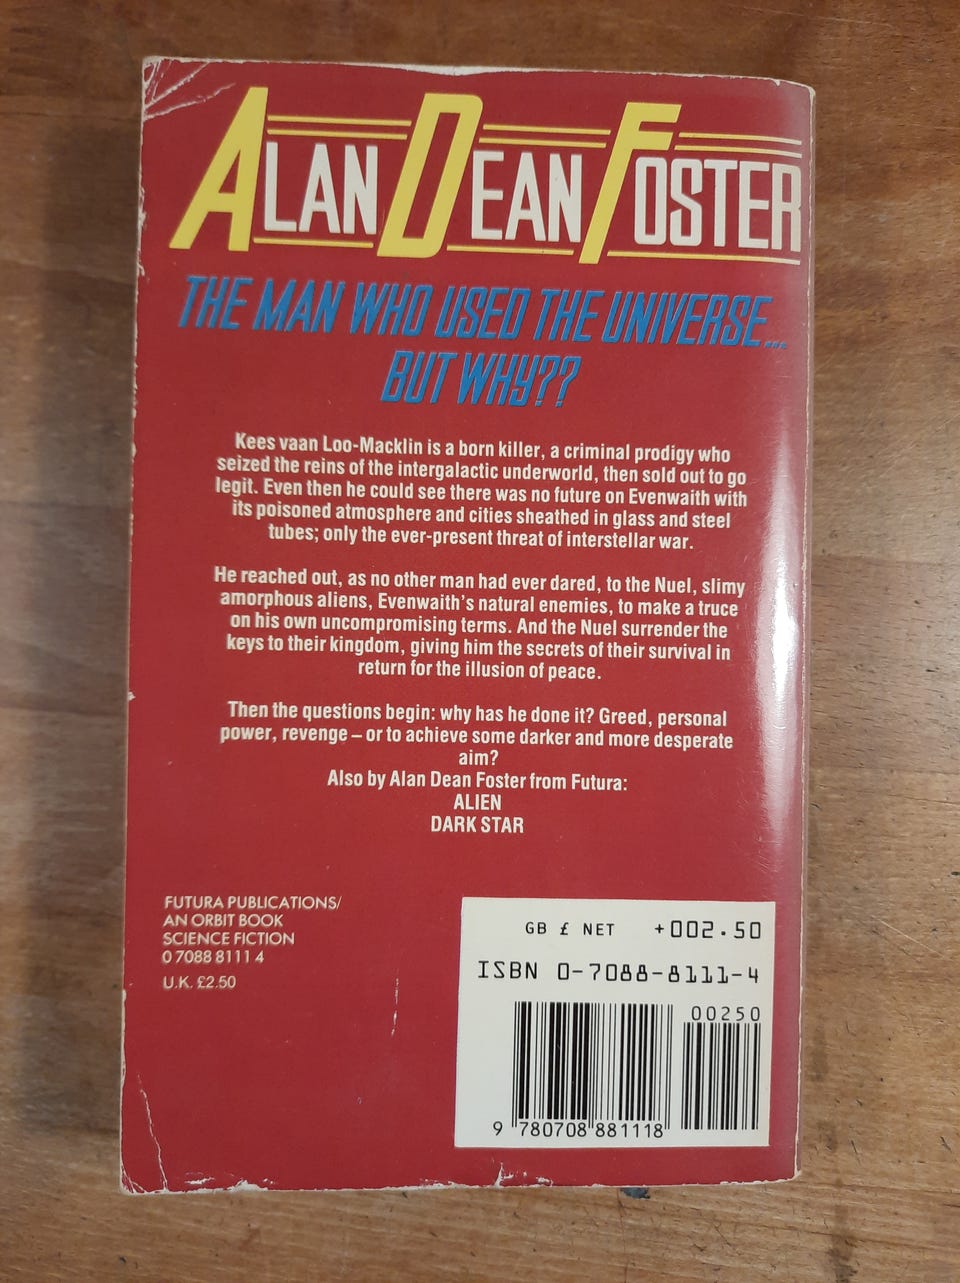 ALAN DEAN FOSTER
THE MAN WHO USED THE UNIVERSE...
BUT WHY??
Kees vaan Loo-Macklin is a born killer, a criminal prodigy who
seized the reins of the intergalactic underworld, then sold out to go
legit. Even then he could see there was no future on Evenwaith with
its poisoned atmosphere and cities sheathed in glass and steel
tubes; only the ever-present threat of interstellar war.
He reached out, as no other man had ever dared, to the Nuel, slimy
amorphous aliens, Evenwaith's natural enemies, to make a truce
on his own uncompromising terms. And the Nuel surrender the
keys to their kingdom, giving him the secrets of their survival in
return for the illusion of peace.
Then the questions begin: why has he done it? Greed, personal
power, revenge – or to achieve some darker and more desperate
aim?
Also by Alan Dean Foster from Futura:
ALIEN
DARK STAR
FUTURA PUBLICATIONS/
AN ORBIT BOOK
SCIENCE FICTION
0 7088 8111 4
U.K. £2.50
GB £ NET +002.50
ISBN 0-7088-8111-4
00250
9 780708 881118